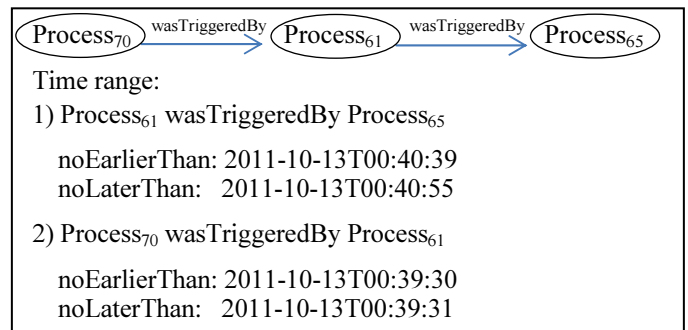 Process₇₀ wasTriggeredBy Process₆₁ wasTriggeredBy Process₆₅
Time range:
1) Process₆₁ wasTriggeredBy Process₆₅
noEarlierThan: 2011-10-13T00:40:39
noLaterThan: 2011-10-13T00:40:55
2) Process₇₀ wasTriggeredBy Process₆₁
noEarlierThan: 2011-10-13T00:39:30
noLaterThan: 2011-10-13T00:39:31